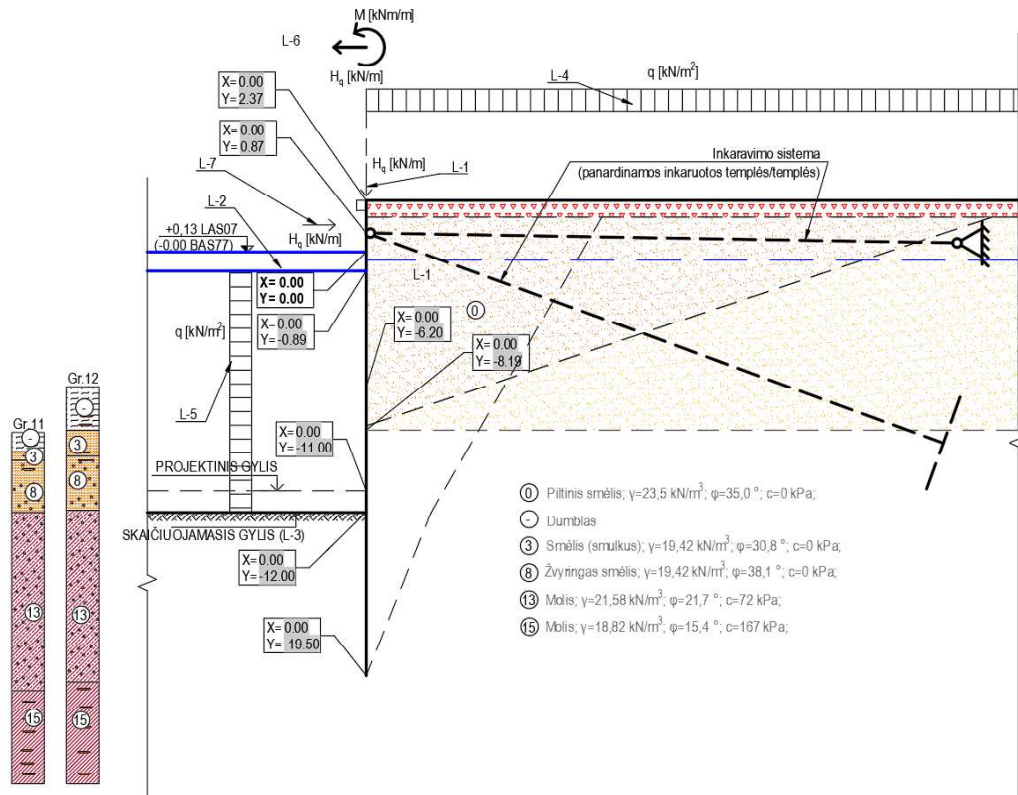 M [kNm/m]
L-6
H_q [kN/m]
q [kN/m²]
L-4
X= 0.00
Y= 2.37
X= 0.00
Y= 0.87
H_q [kN/m]
L-1
Inkaravimo sistema
(panardinamos inkaruotos templės/templės)
L-7
L-2
+0,13 LAS07
(-0.00 BAS77)
H_q [kN/m]
L-1
X= 0.00
Y= 0.00
X= 0.00
Y= -0.89
0
X= 0.00
Y= -6.20
X= 0.00
Y= -8.19
q [kN/m²]
L-5
Gr.12
Gr.11
X= 0.00
Y= -11.00
PROJEKTINIS GYLIS
SKAIČIUOJAMASIS GYLIS (L-3)
X= 0.00
Y= -12.00
X= 0.00
Y= 19.50
-
3
8
13
15
-
3
8
13
15
0 Piltinis smėlis; γ=23,5 kN/m³; φ=35,0 °; c=0 kPa;
- Dumblas
3 Smėlis (smulkus); γ=19,42 kN/m³; φ=30,8 °; c=0 kPa;
8 Žvyringas smėlis; γ=19,42 kN/m³; φ=38,1 °; c=0 kPa;
13 Molis; γ=21,58 kN/m³; φ=21,7 °; c=72 kPa;
15 Molis; γ=18,82 kN/m³; φ=15,4 °; c=167 kPa;